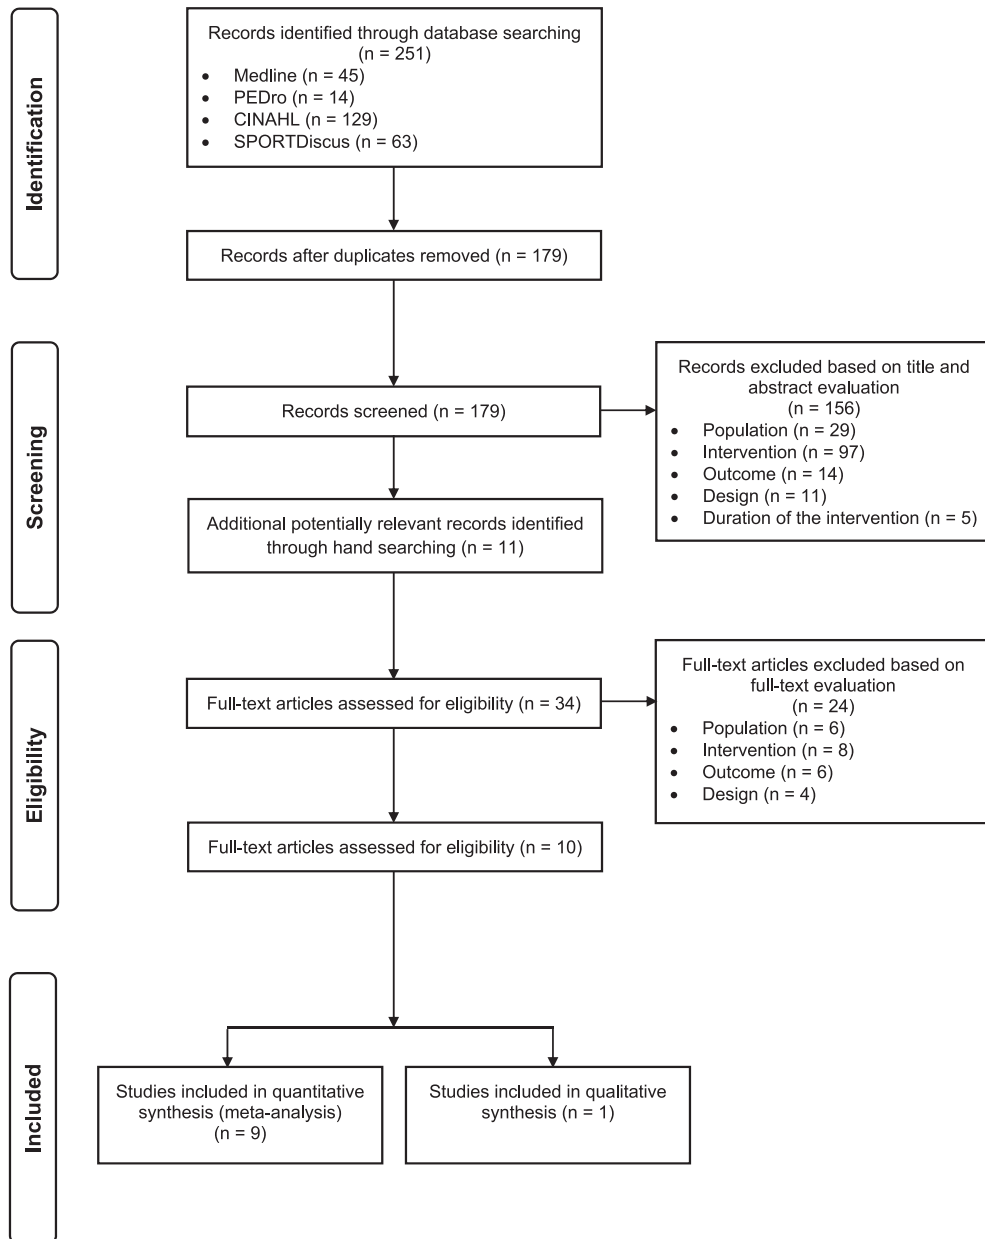 Identification
Records identified through database searching
(n = 251)
• Medline (n = 45)
• PEDro (n = 14)
• CINAHL (n = 129)
• SPORTDiscus (n = 63)
Records after duplicates removed (n = 179)
Screening
Records screened (n = 179)
Records excluded based on title and
abstract evaluation
(n = 156)
• Population (n = 29)
• Intervention (n = 97)
• Outcome (n = 14)
• Design (n = 11)
• Duration of the intervention (n = 5)
Additional potentially relevant records identified
through hand searching (n = 11)
Eligibility
Full-text articles assessed for eligibility (n = 34)
Full-text articles excluded based on
full-text evaluation
(n = 24)
• Population (n = 6)
• Intervention (n = 8)
• Outcome (n = 6)
• Design (n = 4)
Full-text articles assessed for eligibility (n = 10)
Included
Studies included in quantitative
synthesis (meta-analysis)
(n = 9)
Studies included in qualitative
synthesis (n = 1)